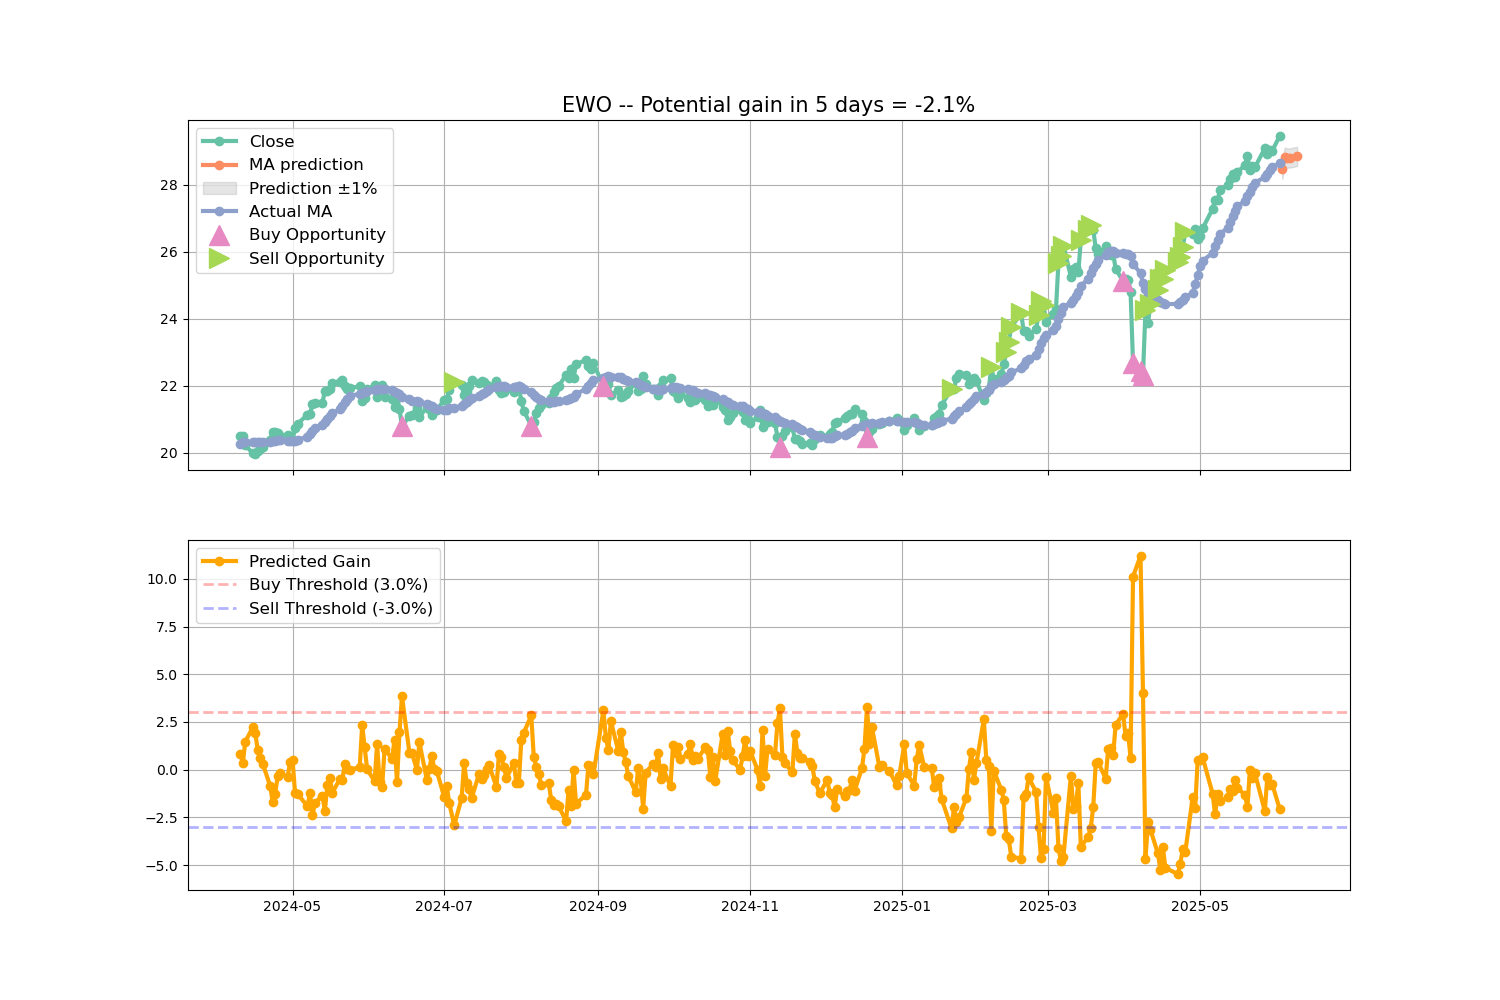 EWO -- Potential gain in 5 days = -2.1%
Close
MA prediction
Prediction ±1%
Actual MA
Buy Opportunity
Sell Opportunity
28
26
24
22
20
Predicted Gain
Buy Threshold (3.0%)
Sell Threshold (-3.0%)
10.0
7.5
5.0
2.5
0.0
−2.5
−5.0
2024-05 2024-07 2024-09 2024-11 2025-01 2025-03 2025-05